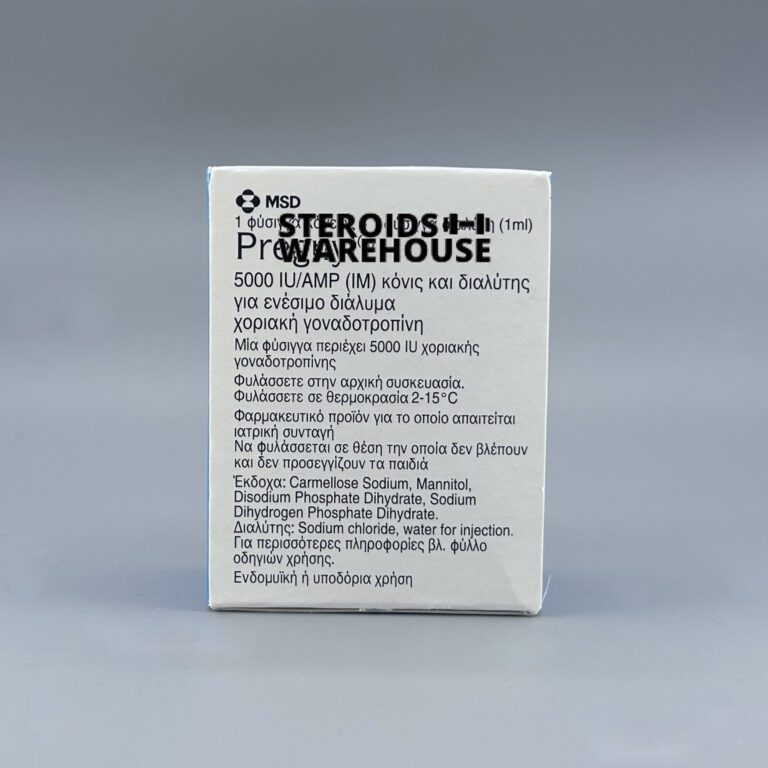 MSD
1 φύσιγγα (1ml)
STEROIDS
WAREHOUSE
5000 IU/AMP (IM) κόνις και διαλύτης
για ενέσιμο διάλυμα
χοριακή γοναδοτροπίνη
Μία φύσιγγα περιέχει 5000 IU χοριακής
γοναδοτροπίνης
Φυλάσσετε στην αρχική συσκευασία.
Φυλάσσετε σε θερμοκρασία 2-15°C
Φαρμακευτικό προϊόν για το οποίο απαιτείται
ιατρική συνταγή
Να φυλάσσεται σε θέση την οποία δεν βλέπουν
και δεν προσεγγίζουν τα παιδιά
Έκδοχα: Carmellose Sodium, Mannitol,
Disodium Phosphate Dihydrate, Sodium
Dihydrogen Phosphate Dihydrate.
Διαλύτης: Sodium chloride, water for injection.
Για περισσότερες πληροφορίες βλ. φύλλο
οδηγιών χρήσης.
Ενδομυϊκή ή υποδόρια χρήση